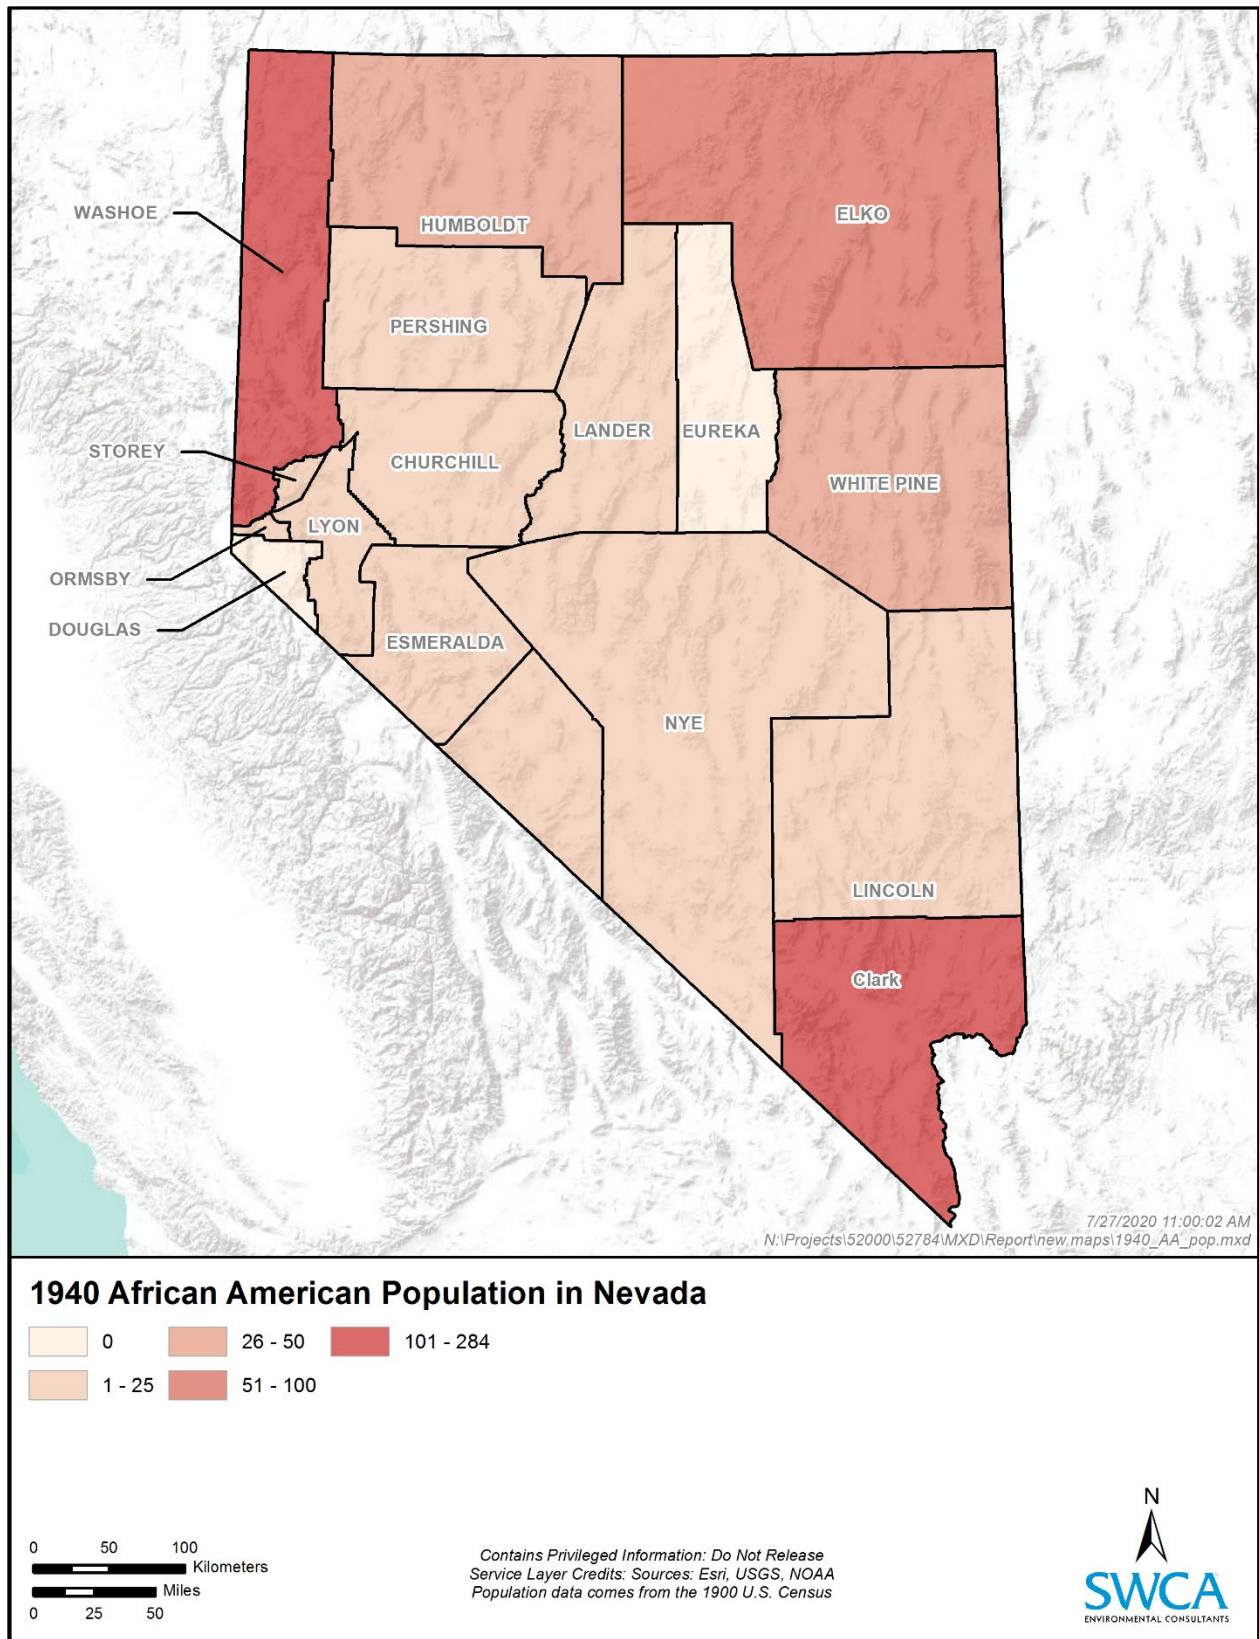 WASHOE
HUMBOLDT
ELKO
PERSHING
LANDER
EUREKA
STOREY
CHURCHILL
WHITE PINE
LYON
ORMSBY
DOUGLAS
ESMERALDA
NYE
LINCOLN
Clark
7/27/2020 11:00:02 AM
N:\Projects\52000\52784\MXD\Report\new maps\1940_AA_pop.mxd
1940 African American Population in Nevada
0
26 - 50
101 - 284
1 - 25
51 - 100
N
0 50 100
Kilometers
Miles
0 25 50
Contains Privileged Information: Do Not Release
Service Layer Credits: Sources: Esri, USGS, NOAA
Population data comes from the 1900 U.S. Census
SWCA
ENVIRONMENTAL CONSULTANTS